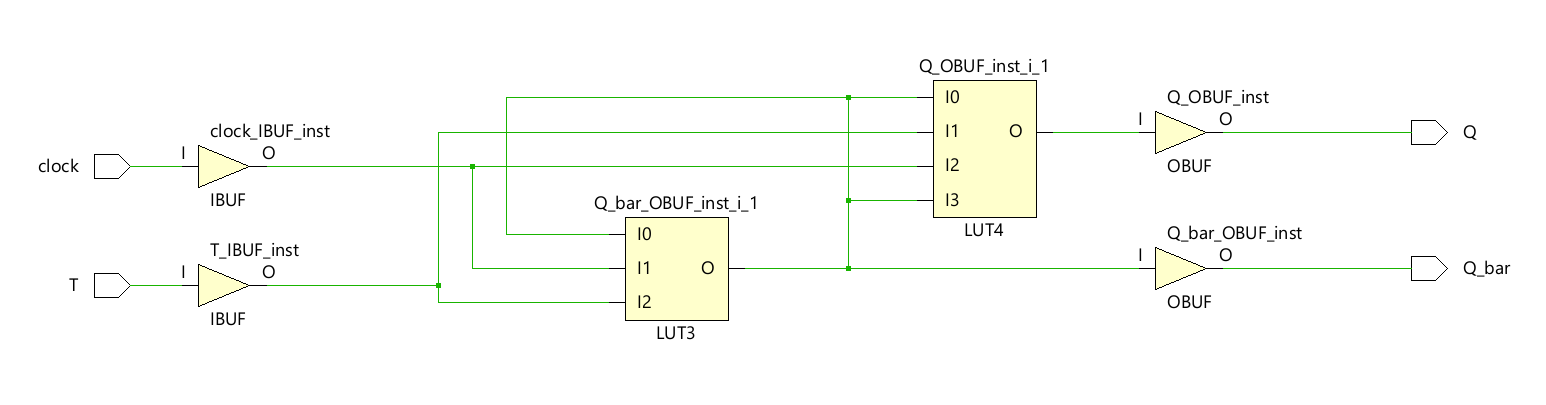 Q_OBUF_inst_i_1
I0
I1
I2
I3
O
LUT4
Q_OBUF_inst
I
O
OBUF
Q
clock
clock_IBUF_inst
I
O
IBUF
Q_bar_OBUF_inst_i_1
I0
I1
I2
O
LUT3
T
T_IBUF_inst
I
O
IBUF
Q_bar_OBUF_inst
I
O
OBUF
Q_bar